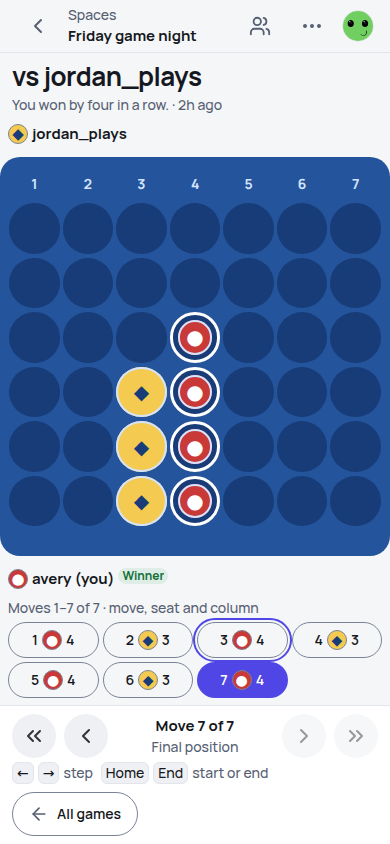 Spaces
Friday game night
vs jordan_plays
You won by four in a row. · 2h ago
jordan_plays
1 2 3 4 5 6 7
avery (you) Winner
Moves 1–7 of 7 · move, seat and column
1 4 2 3 3 4 4 3
5 4 6 3 7 4
Move 7 of 7
Final position
← → step Home End start or end
← All games